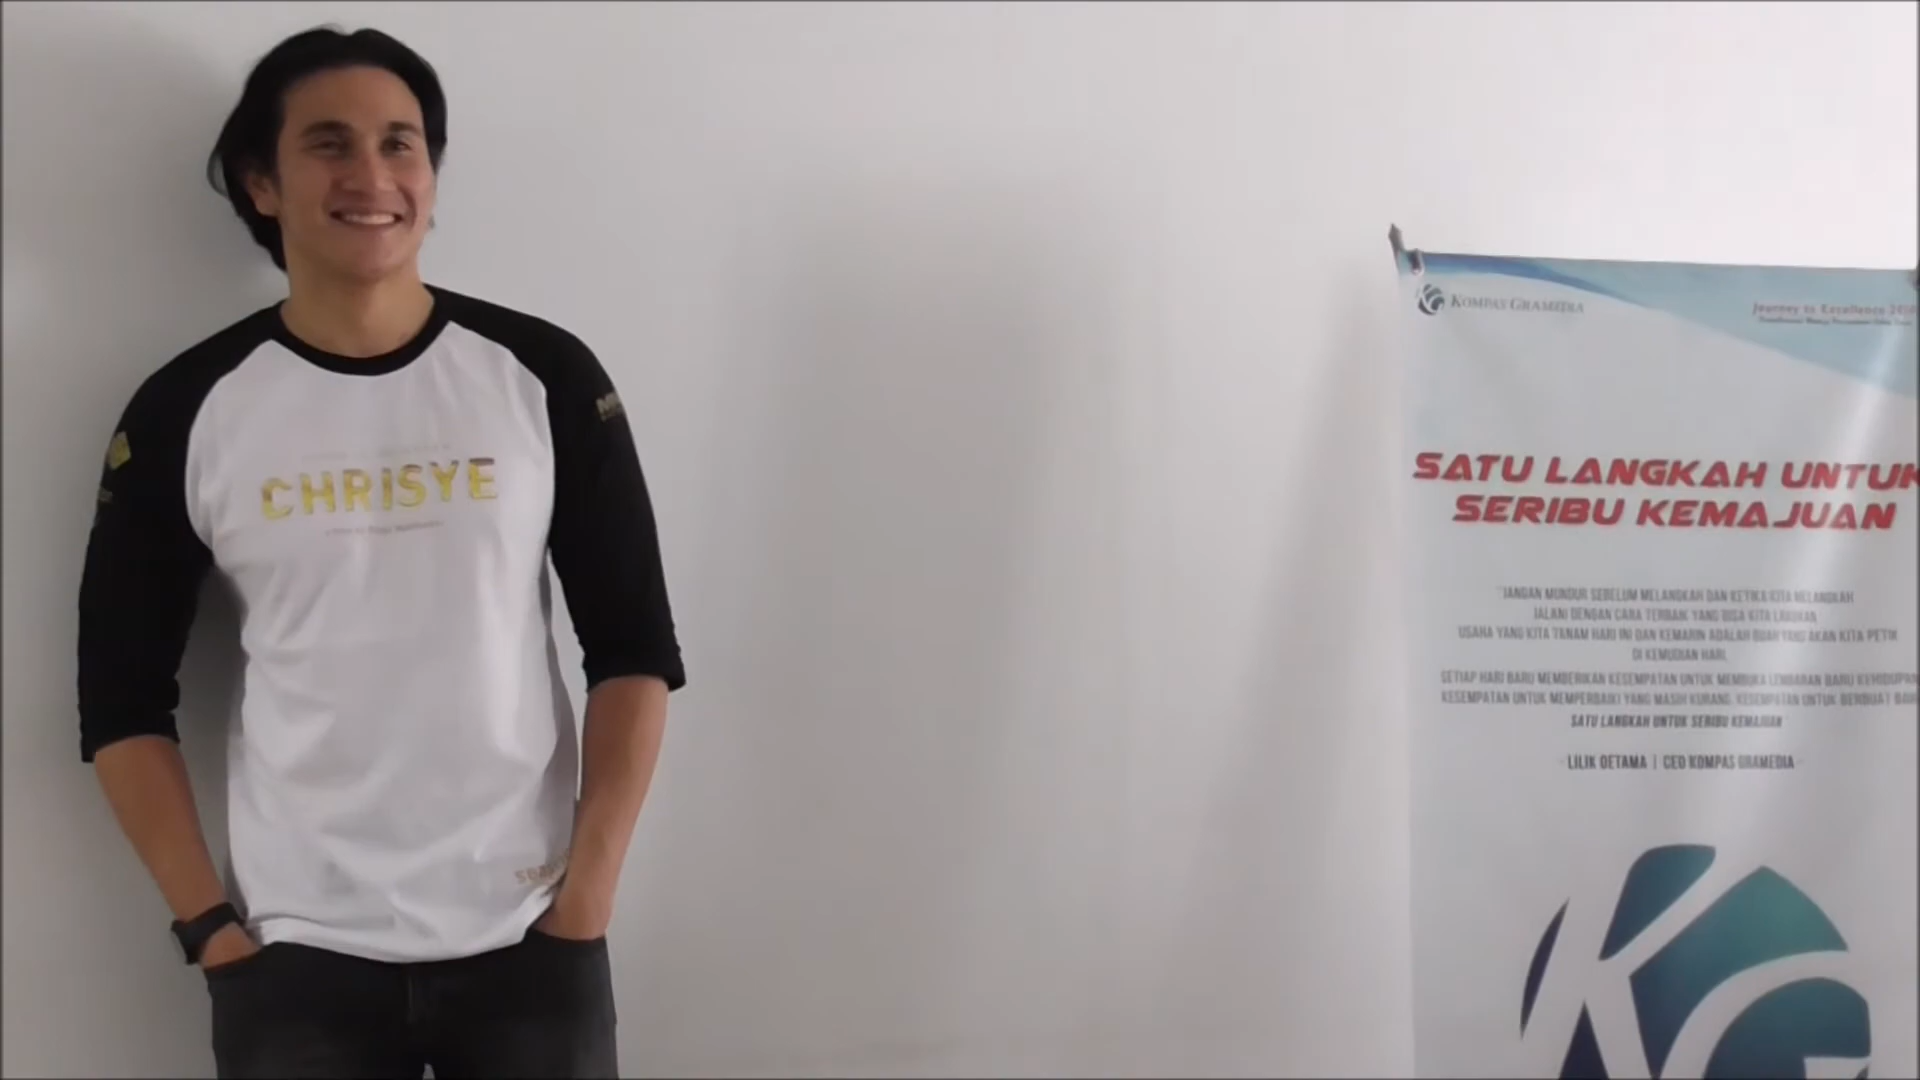 CHRISYE
KOMPAS GRAMEDIA
Journey to Excellence
SATU LANGKAH UNTUK
SERIBU KEMAJUAN
"JANGAN MUNDUR SEBELUM MELANGKAH DAN KETIKA KITA MELANGKAH
JALANI DENGAN CARA TERBAIK YANG BISA KITA LAKUKAN
USAHA YANG KITA TANAM HARI INI DAN KEMARIN ADALAH BUAH YANG AKAN KITA PETIK
DI KEMUDIAN HARI,
SETIAP HARI BARU MEMBERIKAN KESEMPATAN UNTUK MEMBUKA LEMBARAN BARU KEHIDUPAN
KESEMPATAN UNTUK MEMPERBAIKI YANG MASIH KURANG, KESEMPATAN UNTUK BERBUAT BAIK
SATU LANGKAH UNTUK SERIBU KEMAJUAN
LILIK OETAMA | CEO KOMPAS GRAMEDIA
KG